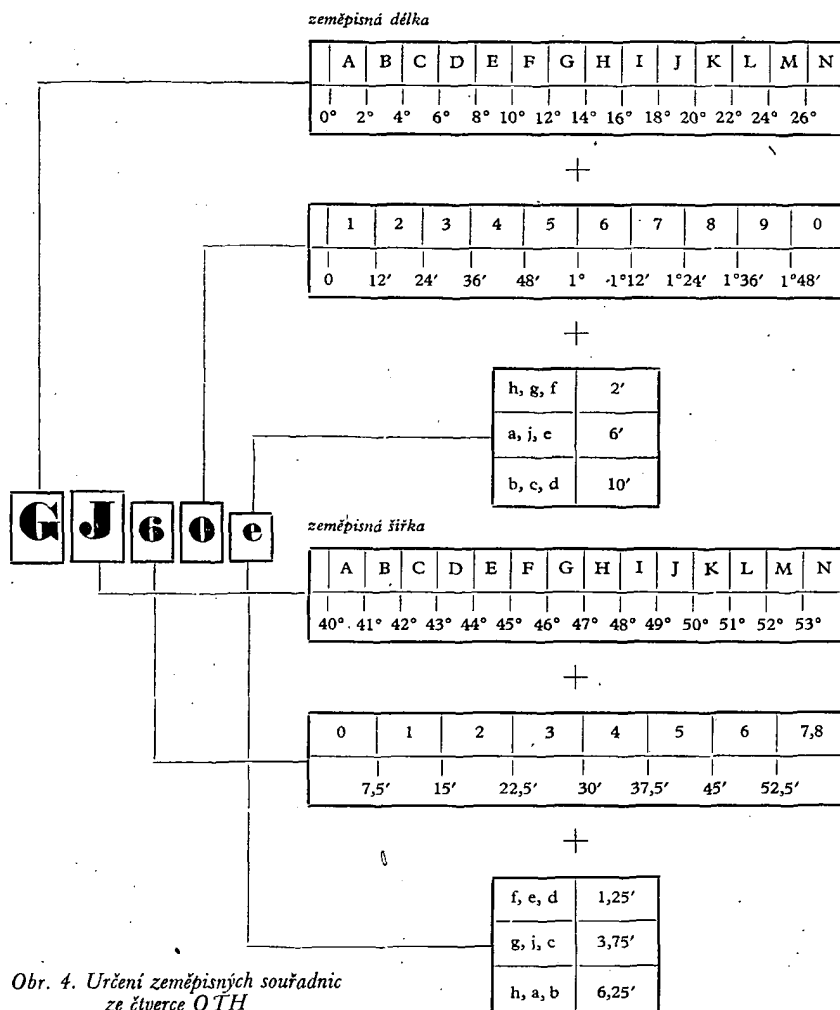 zeměpisná délka
A B C D E F G H I J K L M N
0° 2° 4° 6° 8° 10° 12° 14° 16° 18° 20° 22° 24° 26°
+
1 2 3 4 5 6 7 8 9 0
0 12′ 24′ 36′ 48′ 1° 1°12′ 1°24′ 1°36′ 1°48′
+
h, g, f 2′
a, j, e 6′
b, c, d 10′
GJ60e
zeměpisná šířka
A B C D E F G H I J K L M N
40° 41° 42° 43° 44° 45° 46° 47° 48° 49° 50° 51° 52° 53°
+
0 1 2 3 4 5 6 7,8
7,5′ 15′ 22,5′ 30′ 37,5′ 45′ 52,5′
+
f, e, d 1,25′
g, j, c 3,75′
h, a, b 6,25′
Obr. 4. Určení zeměpisných souřadnic
ze čtverce QTH